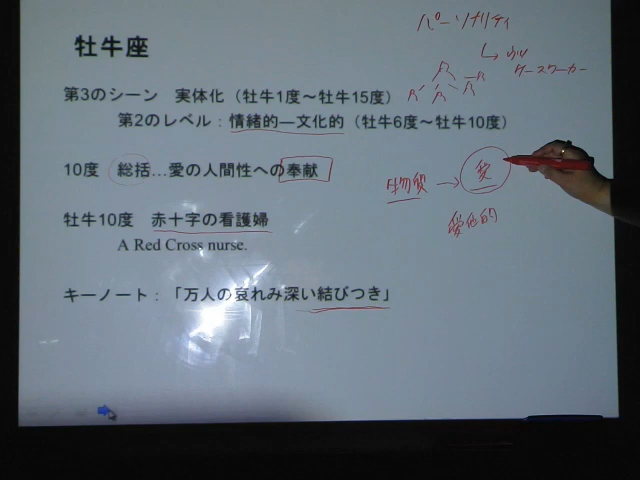 牡牛座
第3のシーン 実体化（牡牛1度～牡牛15度）
第2のレベル：情緒的―文化的（牡牛6度～牡牛10度）
10度 総括…愛の人間性への奉献
牡牛10度 赤十字の看護婦
A Red Cross nurse.
キーノート：「万人の哀れみ深い結びつき」
パーソナリティ
ケースワーカー
物質 → 愛
愛他的